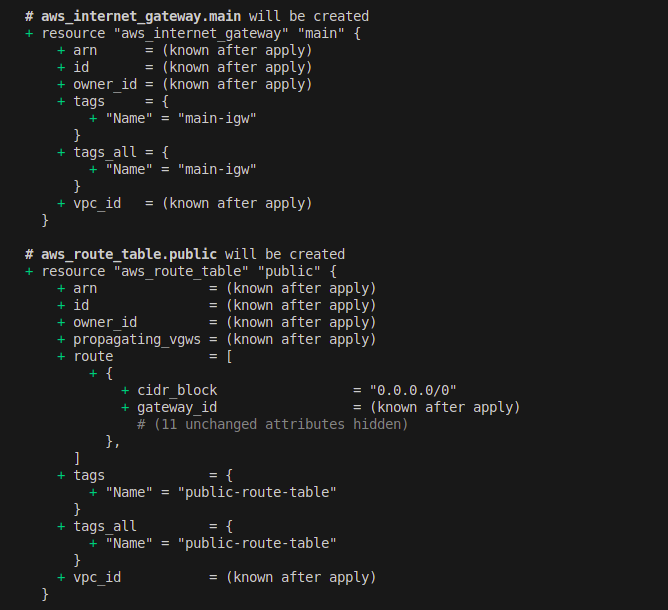 # aws_internet_gateway.main will be created
+ resource "aws_internet_gateway" "main" {
    + arn      = (known after apply)
    + id       = (known after apply)
    + owner_id = (known after apply)
    + tags     = {
        + "Name" = "main-igw"
      }
    + tags_all = {
        + "Name" = "main-igw"
      }
    + vpc_id   = (known after apply)
  }

# aws_route_table.public will be created
+ resource "aws_route_table" "public" {
    + arn              = (known after apply)
    + id               = (known after apply)
    + owner_id         = (known after apply)
    + propagating_vgws = (known after apply)
    + route            = [
        + {
            + cidr_block                 = "0.0.0.0/0"
            + gateway_id                 = (known after apply)
              # (11 unchanged attributes hidden)
          },
      ]
    + tags             = {
        + "Name" = "public-route-table"
      }
    + tags_all         = {
        + "Name" = "public-route-table"
      }
    + vpc_id           = (known after apply)
  }